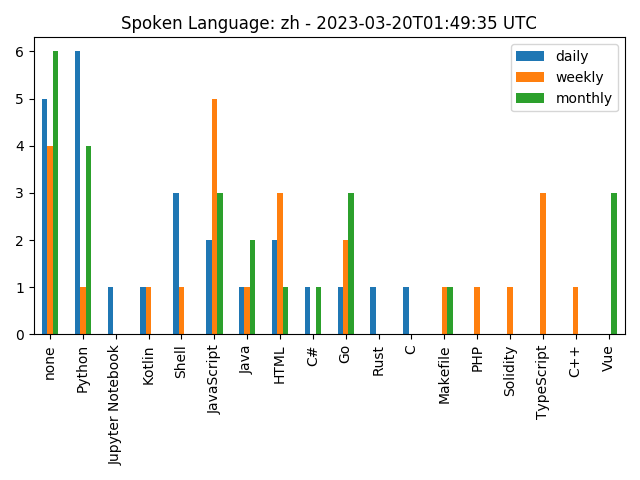 Spoken Language: zh - 2023-03-20T01:49:35 UTC
daily
weekly
monthly
6
5
4
3
2
1
0
none
Python
Jupyter Notebook
Kotlin
Shell
JavaScript
Java
HTML
C#
Go
Rust
C
Makefile
PHP
Solidity
TypeScript
C++
Vue